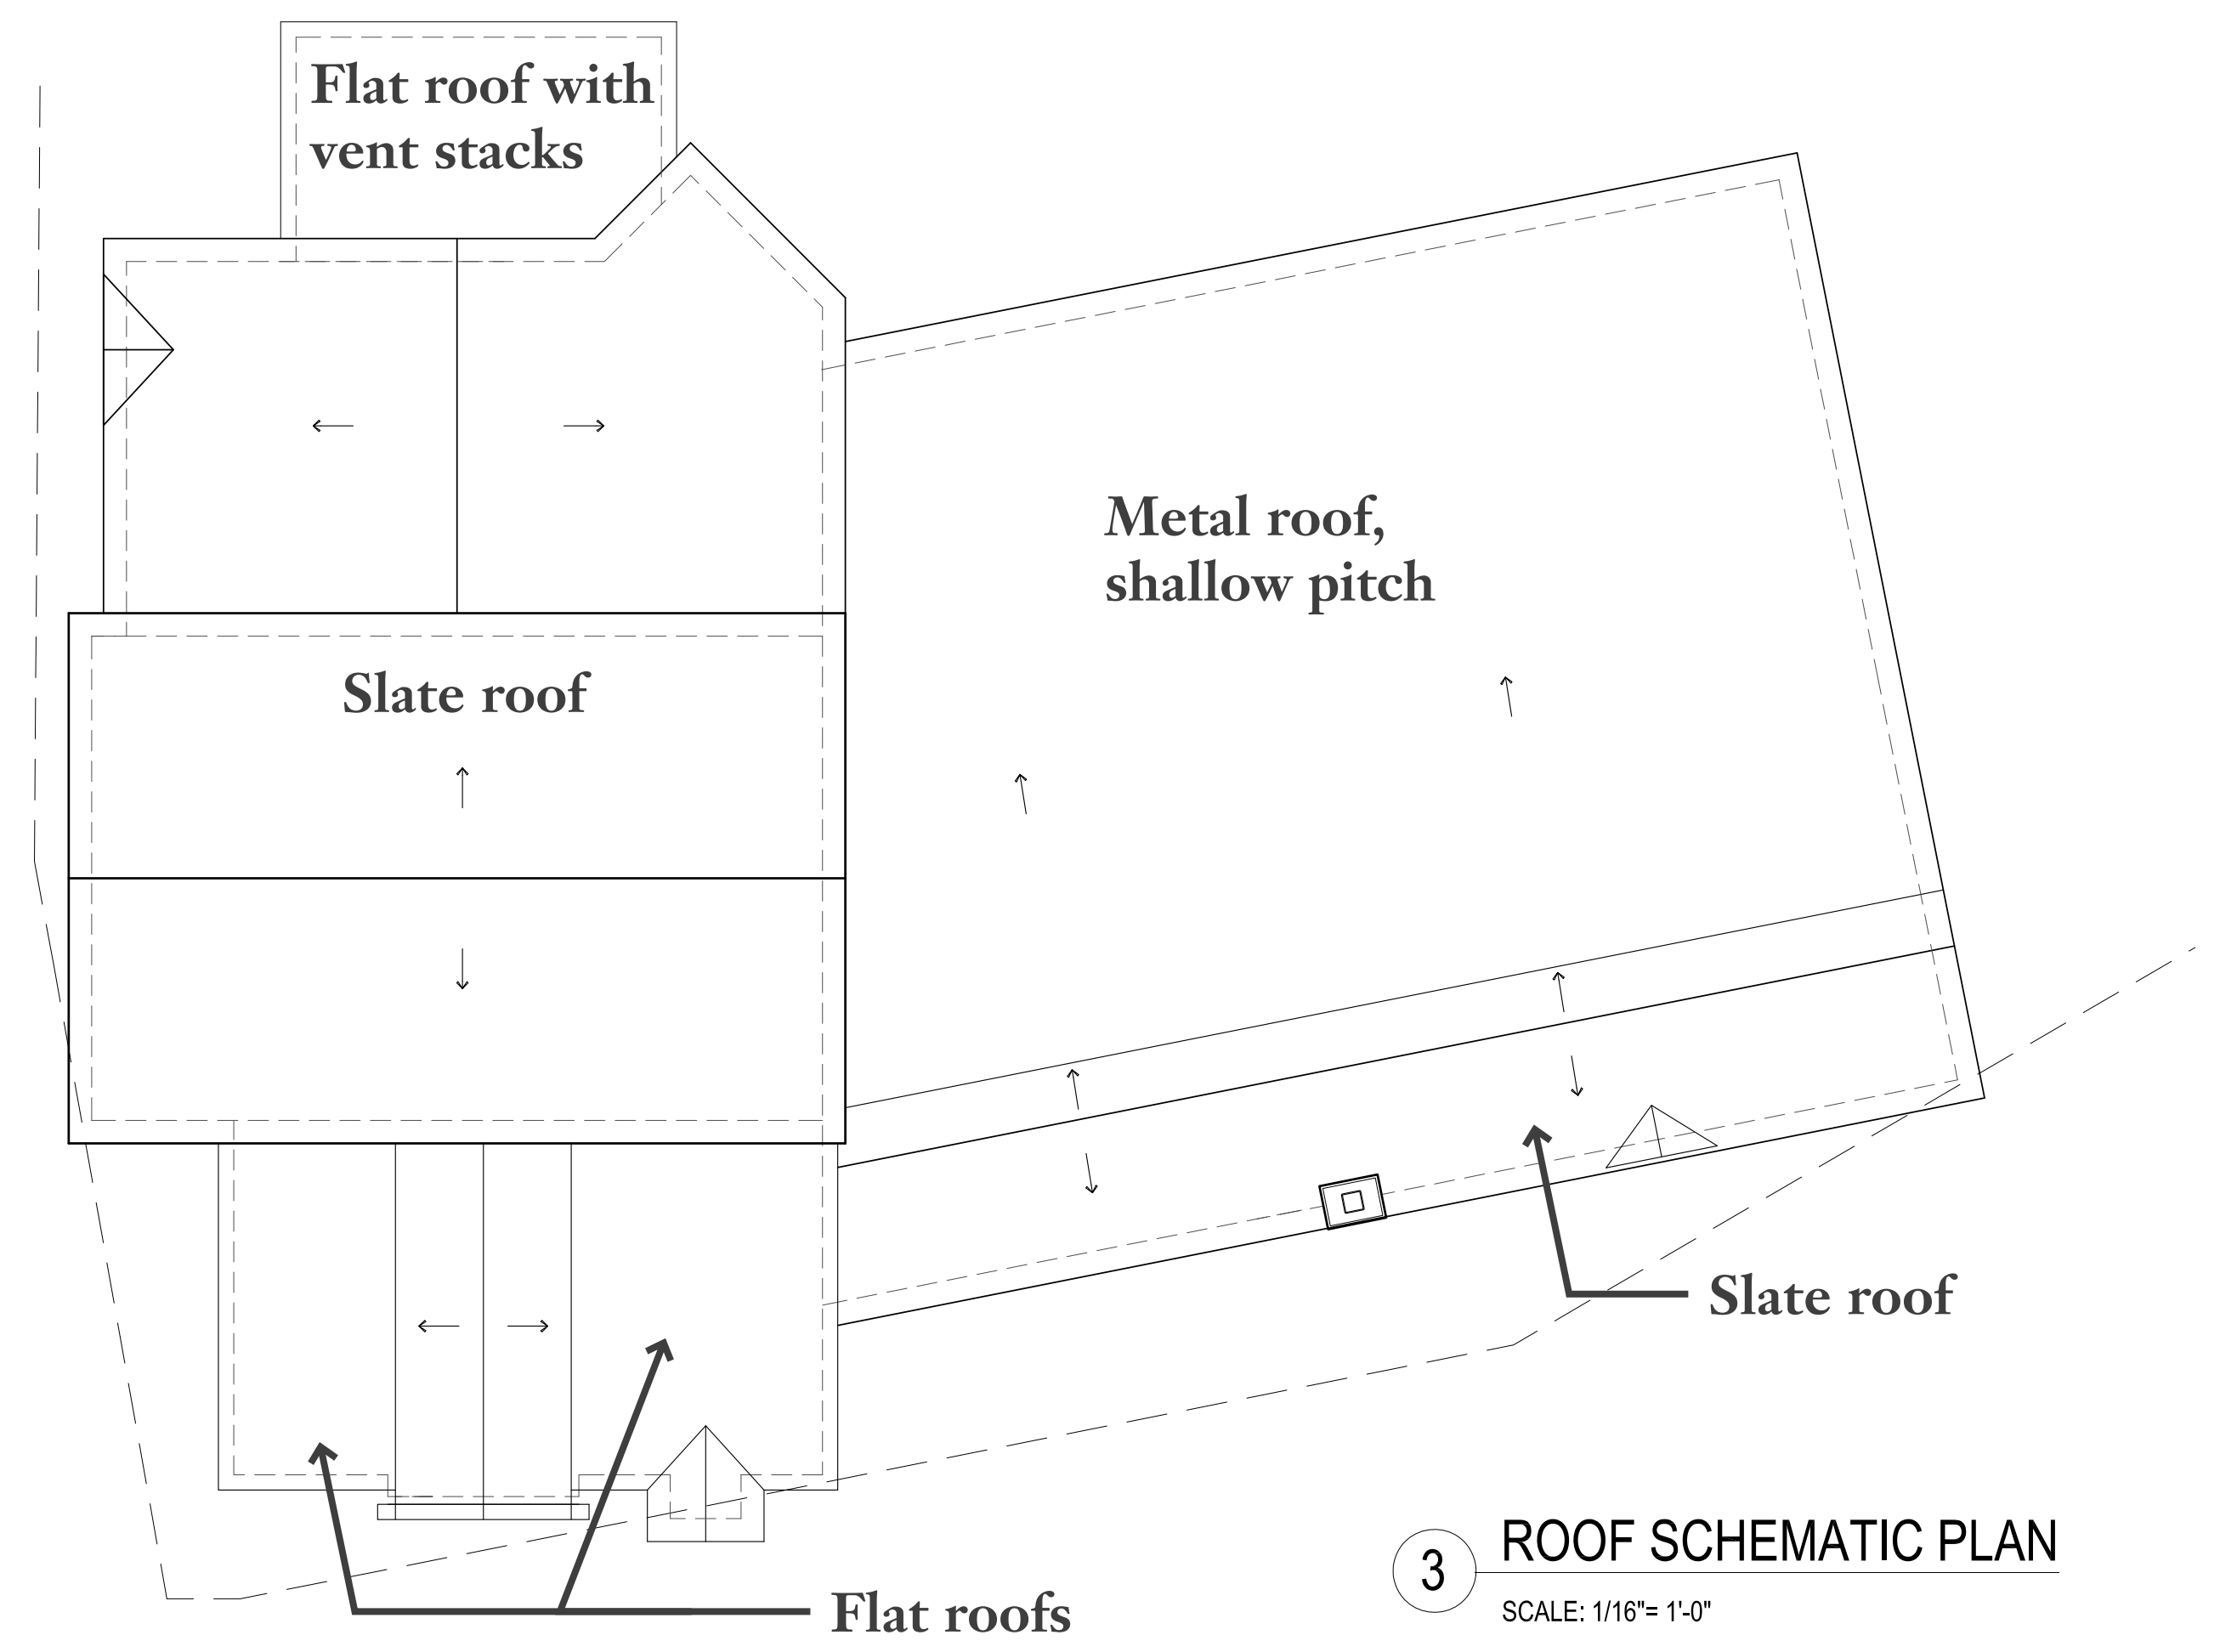 Flat roof with
vent stacks
Metal roof,
shallow pitch
Slate roof
Slate roof
Flat roofs
3
ROOF SCHEMATIC PLAN
SCALE: 1/16"= 1'-0"